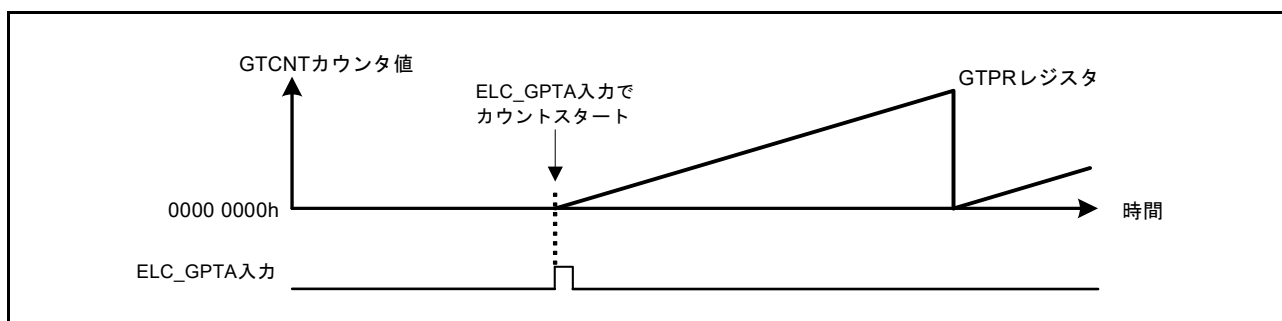 GTCNTカウンタ値
ELC_GPTA入力で
カウントスタート
GTPRレジスタ
0000 0000h
時間
ELC_GPTA入力